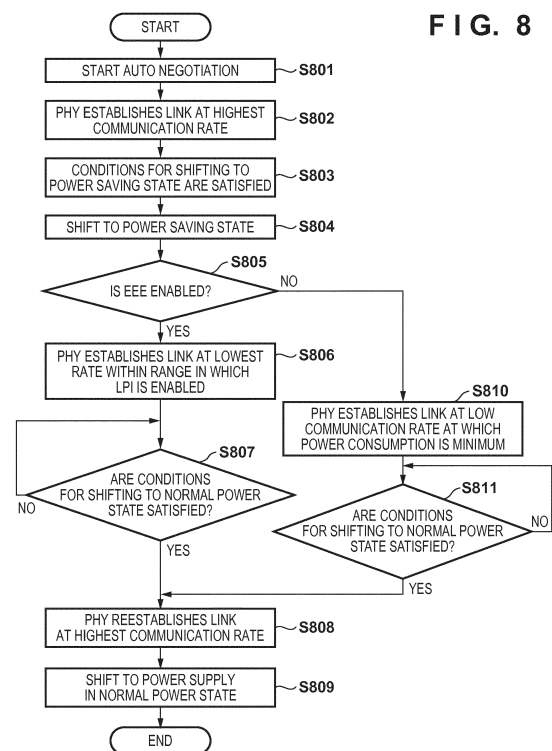 FIG. 8
START
START AUTO NEGOTIATION
S801
PHY ESTABLISHES LINK AT HIGHEST
COMMUNICATION RATE
S802
CONDITIONS FOR SHIFTING TO
POWER SAVING STATE ARE SATISFIED
S803
SHIFT TO POWER SAVING STATE
S804
S805
IS EEE ENABLED?
NO
YES
PHY ESTABLISHES LINK AT LOWEST
RATE WITHIN RANGE IN WHICH
LPI IS ENABLED
S806
S810
PHY ESTABLISHES LINK AT LOW
COMMUNICATION RATE AT WHICH
POWER CONSUMPTION IS MINIMUM
S807
ARE CONDITIONS
FOR SHIFTING TO NORMAL POWER
STATE SATISFIED?
NO
YES
S811
ARE CONDITIONS
FOR SHIFTING TO NORMAL POWER
STATE SATISFIED?
NO
YES
PHY REESTABLISHES LINK
AT HIGHEST COMMUNICATION RATE
S808
SHIFT TO POWER SUPPLY
IN NORMAL POWER STATE
S809
END